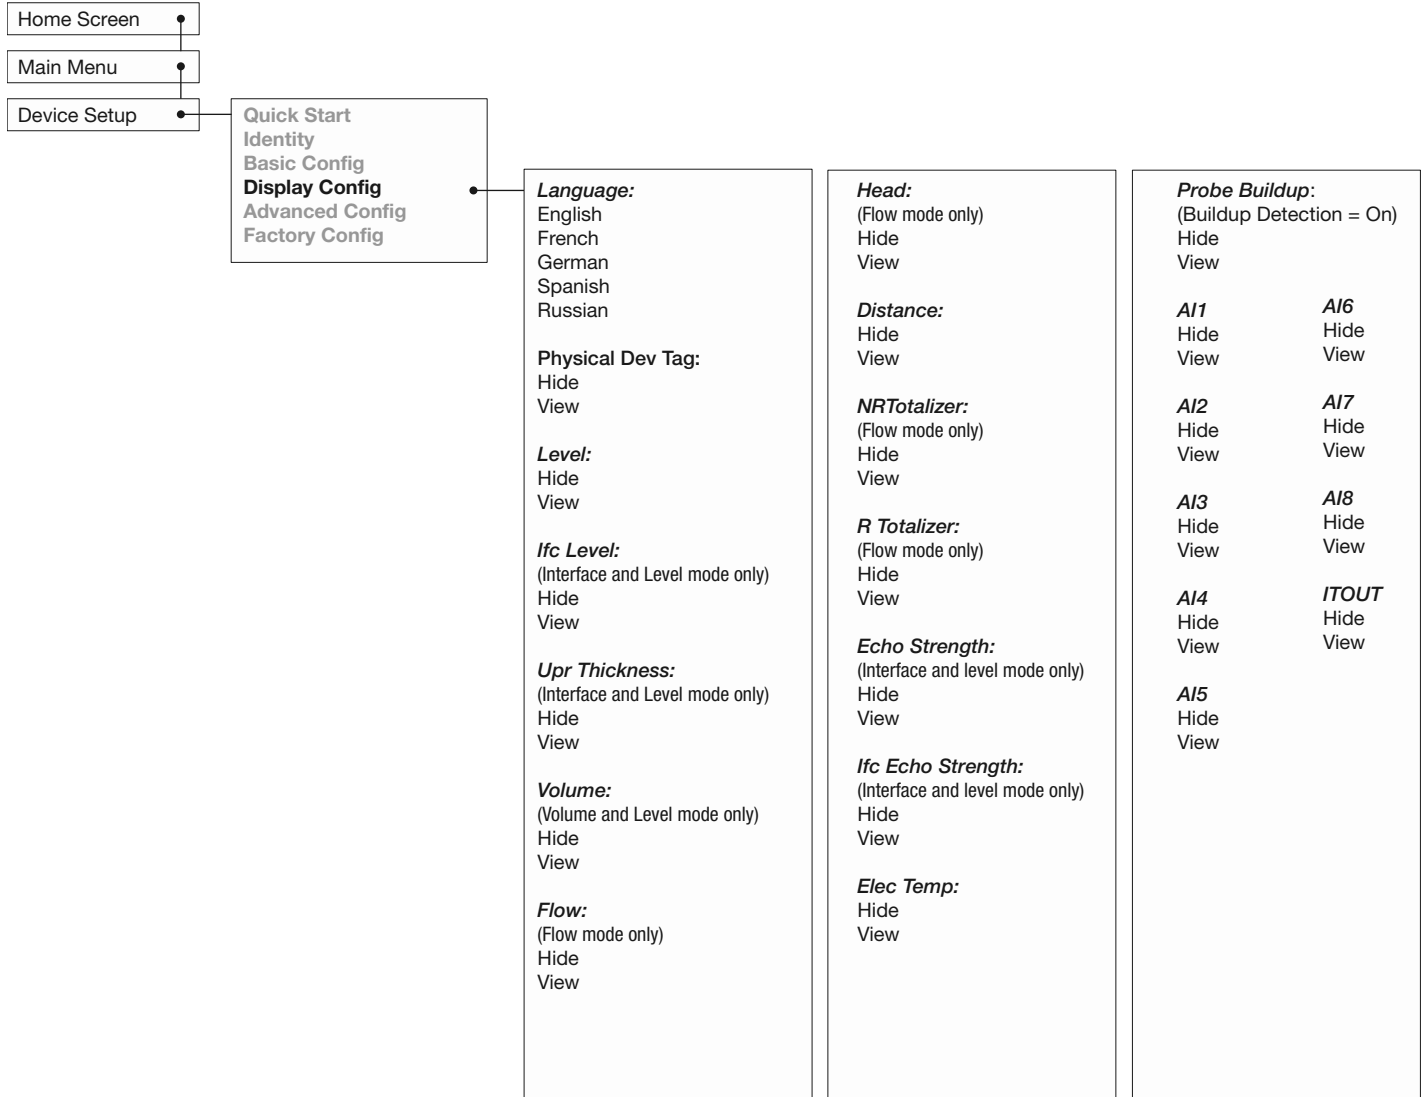 Home Screen
Main Menu
Device Setup
Quick Start
Identity
Basic Config
Display Config
Advanced Config
Factory Config
Language:
English
French
German
Spanish
Russian
Physical Dev Tag:
Hide
View
Level:
Hide
View
Ifc Level:
(Interface and Level mode only)
Hide
View
Upr Thickness:
(Interface and Level mode only)
Hide
View
Volume:
(Volume and Level mode only)
Hide
View
Flow:
(Flow mode only)
Hide
View
Head:
(Flow mode only)
Hide
View
Distance:
Hide
View
NRTotalizer:
(Flow mode only)
Hide
View
R Totalizer:
(Flow mode only)
Hide
View
Echo Strength:
(Interface and level mode only)
Hide
View
Ifc Echo Strength:
(Interface and level mode only)
Hide
View
Elec Temp:
Hide
View
Probe Buildup:
(Buildup Detection = On)
Hide
View
AI1
Hide
View
AI2
Hide
View
AI3
Hide
View
AI4
Hide
View
AI5
Hide
View
AI6
Hide
View
AI7
Hide
View
AI8
Hide
View
ITOUT
Hide
View